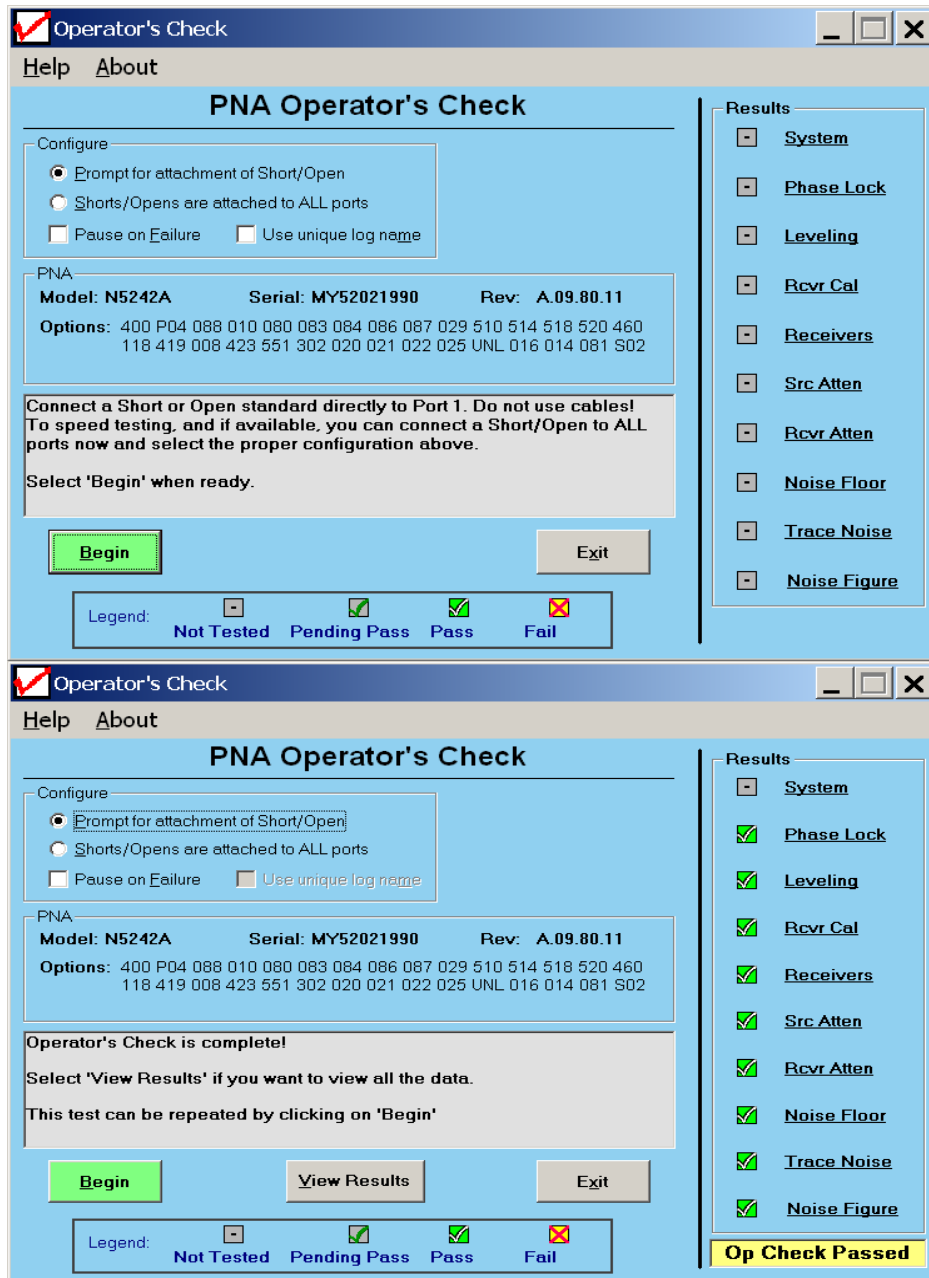 Operator's Check
Help About
PNA Operator's Check
Configure
Prompt for attachment of Short/Open
Shorts/Opens are attached to ALL ports
Pause on Failure Use unique log name
PNA
Model: N5242A Serial: MY52021990 Rev: A.09.80.11
Options: 400 P04 088 010 080 083 084 086 087 029 510 514 518 520 460
118 419 008 423 551 302 020 021 022 025 UNL 016 014 081 S02
Connect a Short or Open standard directly to Port 1. Do not use cables!
To speed testing, and if available, you can connect a Short/Open to ALL
ports now and select the proper configuration above.
Select 'Begin' when ready.
Begin Exit
Legend: Not Tested Pending Pass Pass Fail
Results
System
Phase Lock
Leveling
Rcvr Cal
Receivers
Src Atten
Rcvr Atten
Noise Floor
Trace Noise
Noise Figure
Operator's Check
Help About
PNA Operator's Check
Configure
Prompt for attachment of Short/Open
Shorts/Opens are attached to ALL ports
Pause on Failure Use unique log name
PNA
Model: N5242A Serial: MY52021990 Rev: A.09.80.11
Options: 400 P04 088 010 080 083 084 086 087 029 510 514 518 520 460
118 419 008 423 551 302 020 021 022 025 UNL 016 014 081 S02
Operator's Check is complete!
Select 'View Results' if you want to view all the data.
This test can be repeated by clicking on 'Begin'
Begin View Results Exit
Legend: Not Tested Pending Pass Pass Fail
Results
System
Phase Lock
Leveling
Rcvr Cal
Receivers
Src Atten
Rcvr Atten
Noise Floor
Trace Noise
Noise Figure
Op Check Passed